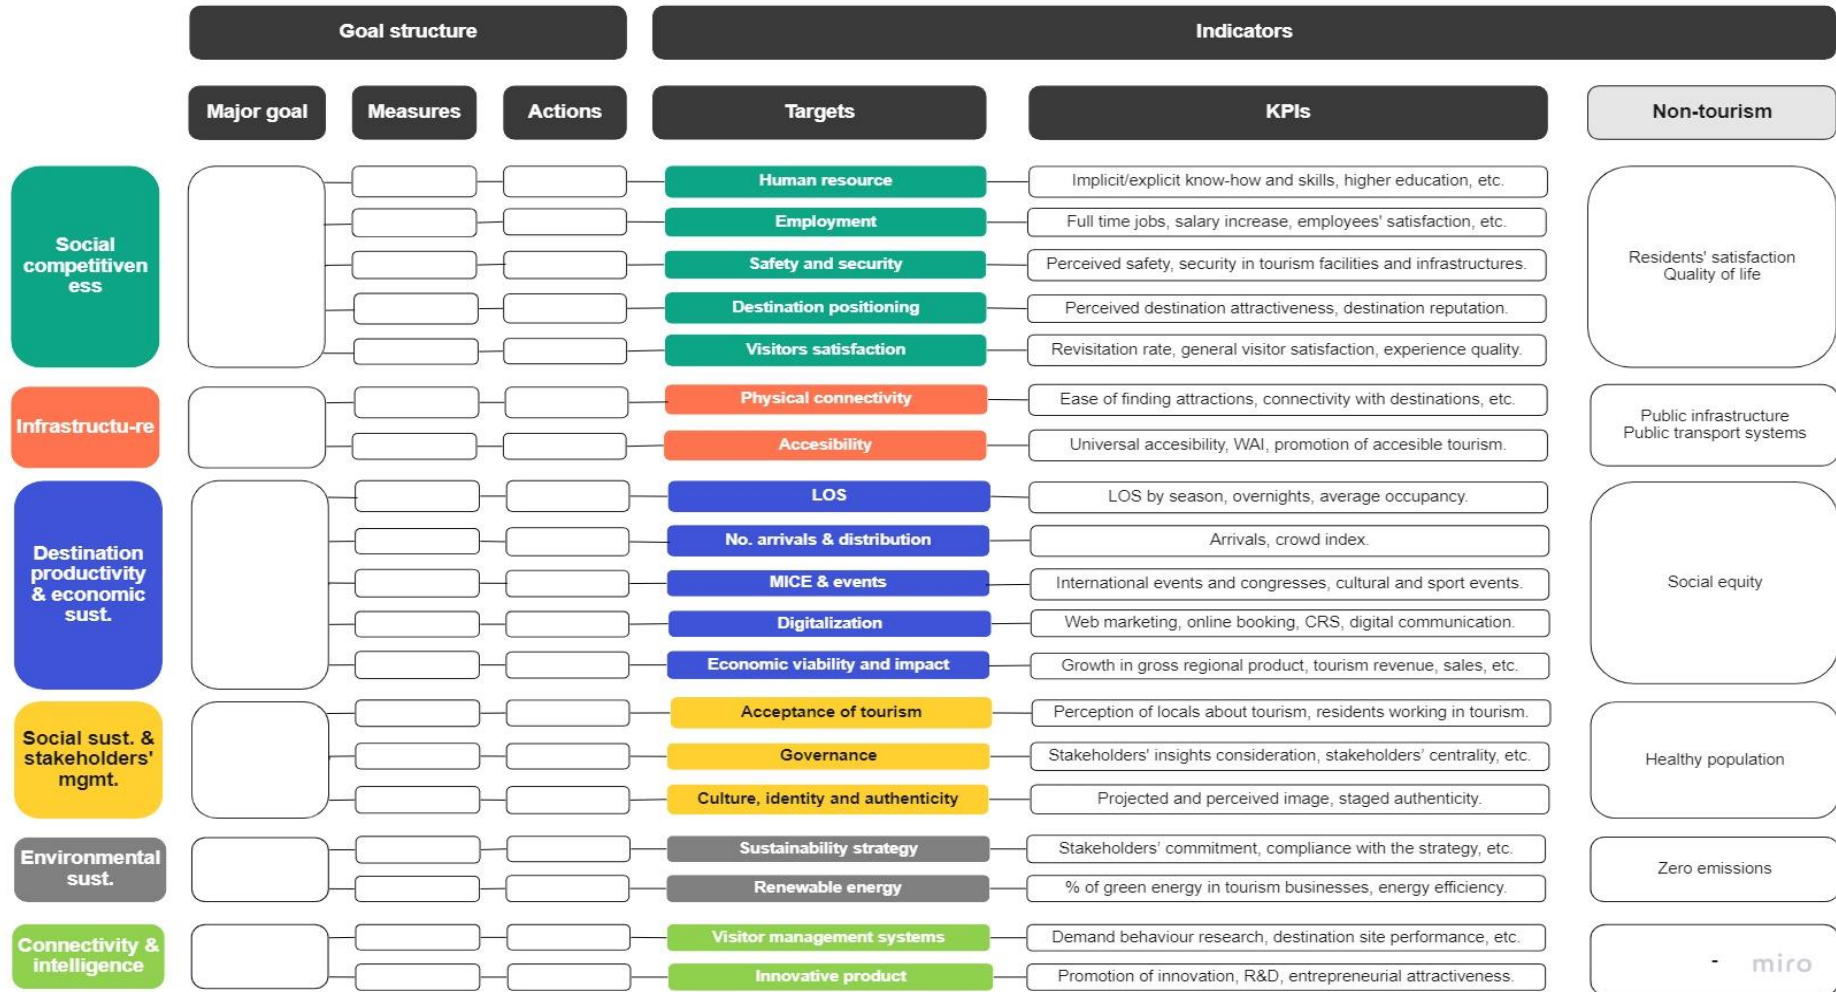 Goal structure
Indicators
Major goal
Measures
Actions
Targets
KPIs
Non-tourism
Social
competitiven
ess
Human resource
Implicit/explicit know-how and skills, higher education, etc.
Employment
Full time jobs, salary increase, employees' satisfaction, etc.
Safety and security
Perceived safety, security in tourism facilities and infrastructures.
Destination positioning
Perceived destination attractiveness, destination reputation.
Visitors satisfaction
Revisitation rate, general visitor satisfaction, experience quality.
Residents' satisfaction
Quality of life
Infrastructu-re
Physical connectivity
Ease of finding attractions, connectivity with destinations, etc.
Accesibility
Universal accesibility, WAI, promotion of accesible tourism.
Public infrastructure
Public transport systems
Destination
productivity
& economic
sust.
LOS
LOS by season, overnights, average occupancy.
No. arrivals & distribution
Arrivals, crowd index.
MICE & events
International events and congresses, cultural and sport events.
Digitalization
Web marketing, online booking, CRS, digital communication.
Economic viability and impact
Growth in gross regional product, tourism revenue, sales, etc.
Social equity
Social sust. &
stakeholders'
mgmt.
Acceptance of tourism
Perception of locals about tourism, residents working in tourism.
Governance
Stakeholders' insights consideration, stakeholders' centrality, etc.
Culture, identity and authenticity
Projected and perceived image, staged authenticity.
Healthy population
Environmental
sust.
Sustainability strategy
Stakeholders' commitment, compliance with the strategy, etc.
Renewable energy
% of green energy in tourism businesses, energy efficiency.
Zero emissions
Connectivity &
intelligence
Visitor management systems
Demand behaviour research, destination site performance, etc.
Innovative product
Promotion of innovation, R&D, entrepreneurial attractiveness.
-
miro